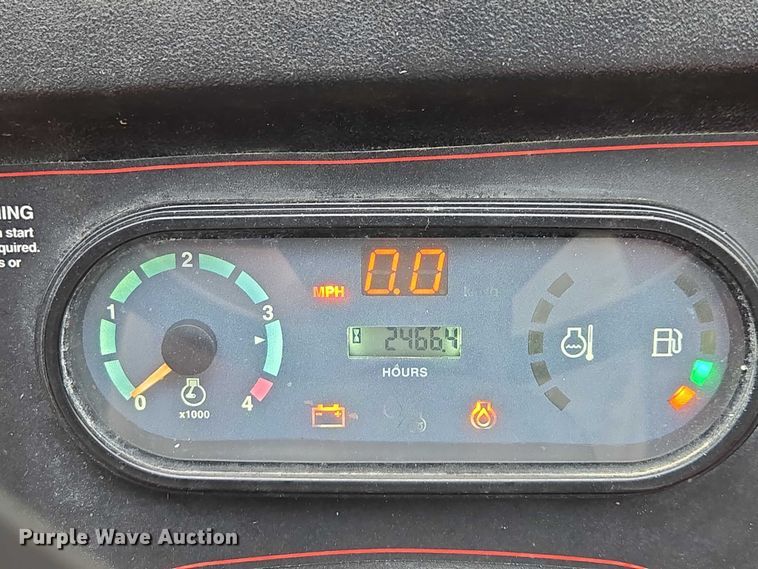 NING
start
quired.
s or
MPH
0.0
2466.4
HOURS
0
1
2
3
4
x1000
Purple Wave Auction